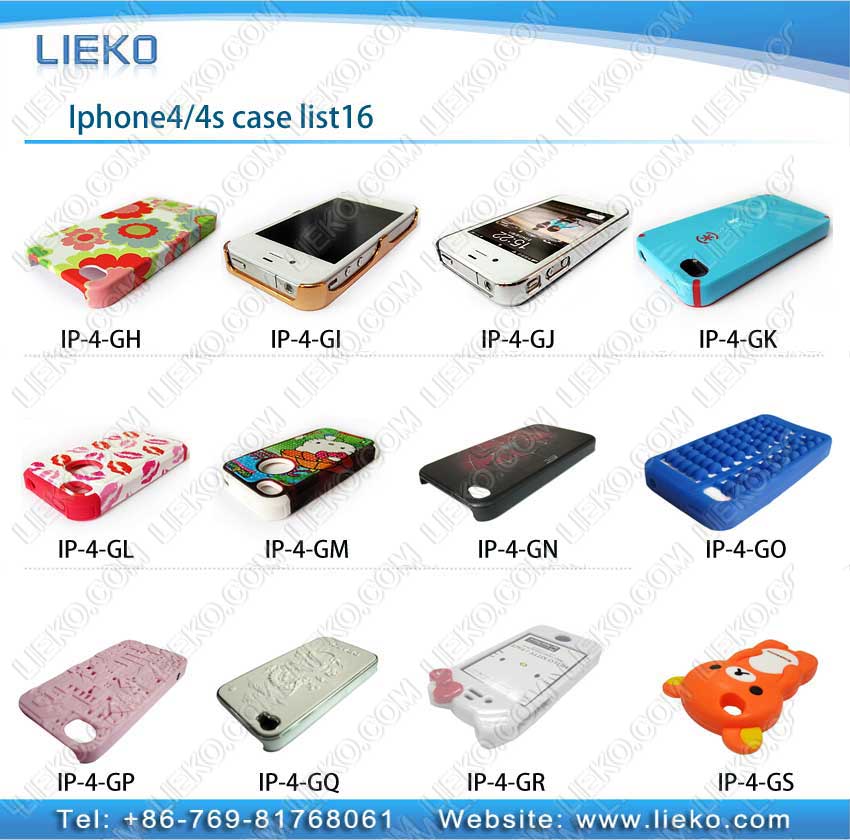 LIEKO
Iphone4/4s case list16
15:22
IP-4-GH IP-4-GI IP-4-GJ IP-4-GK
IP-4-GL IP-4-GM IP-4-GN IP-4-GO
IP-4-GP IP-4-GQ IP-4-GR IP-4-GS
Tel: +86-769-81768061 Website: www.lieko.com